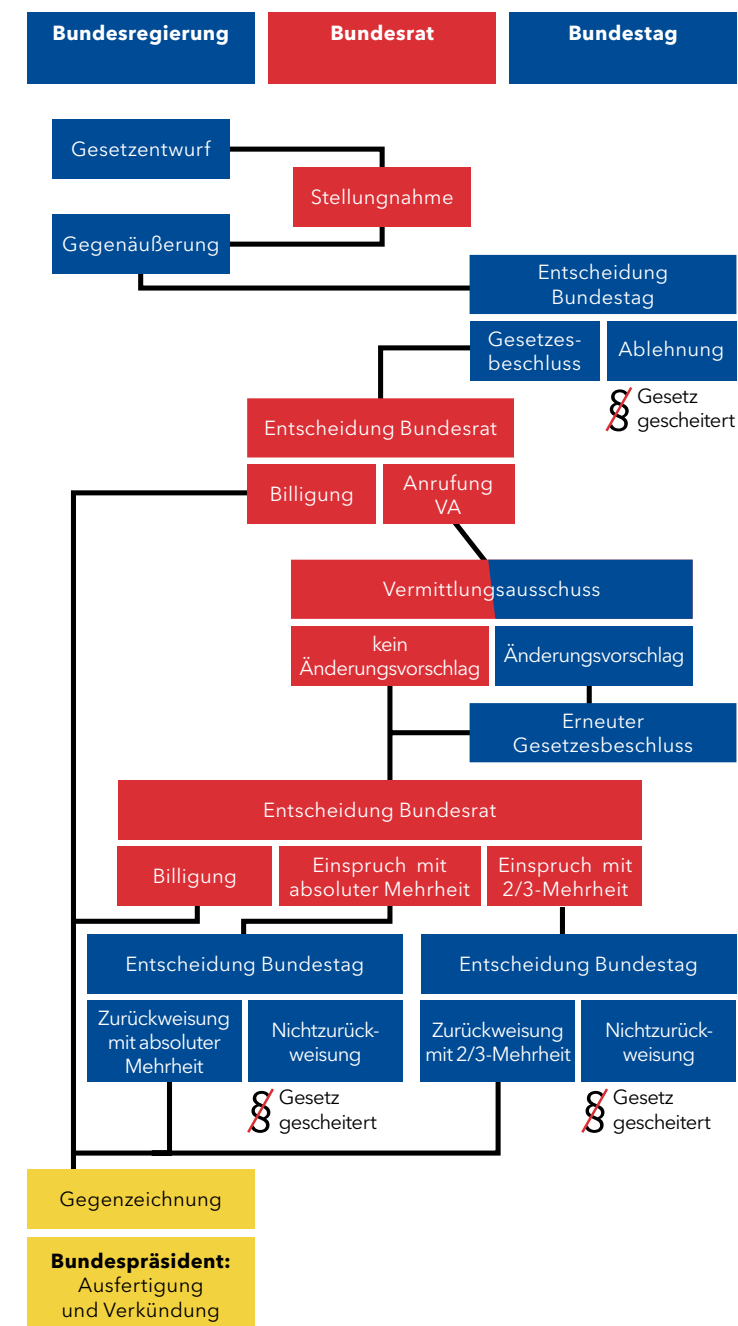 Bundesregierung
Bundesrat
Bundestag
Gesetzentwurf
Stellungnahme
Gegenäußerung
Entscheidung
Bundestag
Gesetzes-
beschluss
Ablehnung
§ Gesetz
gescheitert
Entscheidung Bundesrat
Billigung
Anrufung
VA
Vermittlungsausschuss
kein
Änderungsvorschlag
Änderungsvorschlag
Erneuter
Gesetzesbeschluss
Entscheidung Bundesrat
Billigung
Einspruch mit
absoluter Mehrheit
Einspruch mit
2/3-Mehrheit
Entscheidung Bundestag
Entscheidung Bundestag
Zurückweisung
mit absoluter
Mehrheit
Nichtzurück-
weisung
Zurückweisung
mit 2/3-Mehrheit
Nichtzurück-
weisung
§ Gesetz
gescheitert
§ Gesetz
gescheitert
Gegenzeichnung
Bundespräsident:
Ausfertigung
und Verkündung